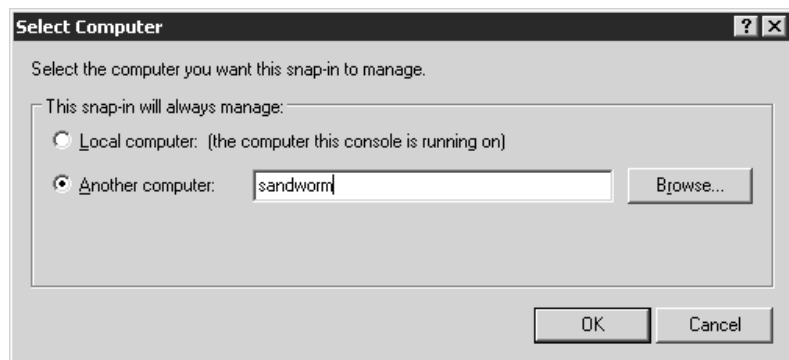 Select Computer
Select the computer you want this snap-in to manage.
This snap-in will always manage:
Local computer: (the computer this console is running on)
Another computer: sandworm Browse...
OK Cancel